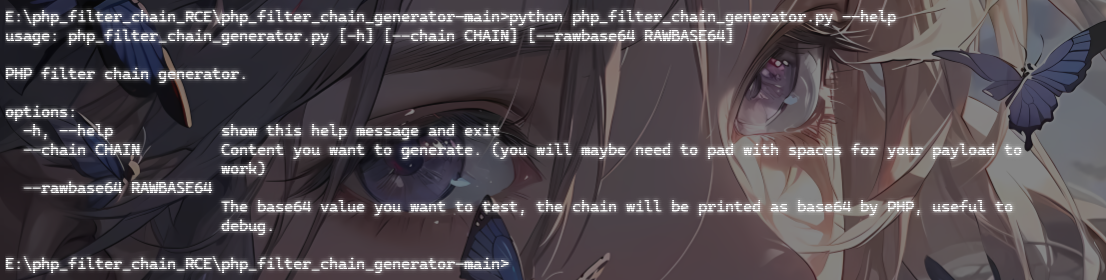 E:\php_filter_chain_RCE\php_filter_chain_generator-main>python php_filter_chain_generator.py --help
usage: php_filter_chain_generator.py [-h] [--chain CHAIN] [--rawbase64 RAWBASE64]
PHP filter chain generator.
options:
-h, --help show this help message and exit
--chain CHAIN Content you want to generate. (you will maybe need to pad with spaces for your payload to
work)
--rawbase64 RAWBASE64
The base64 value you want to test, the chain will be printed as base64 by PHP, useful to
debug.
E:\php_filter_chain_RCE\php_filter_chain_generator-main>